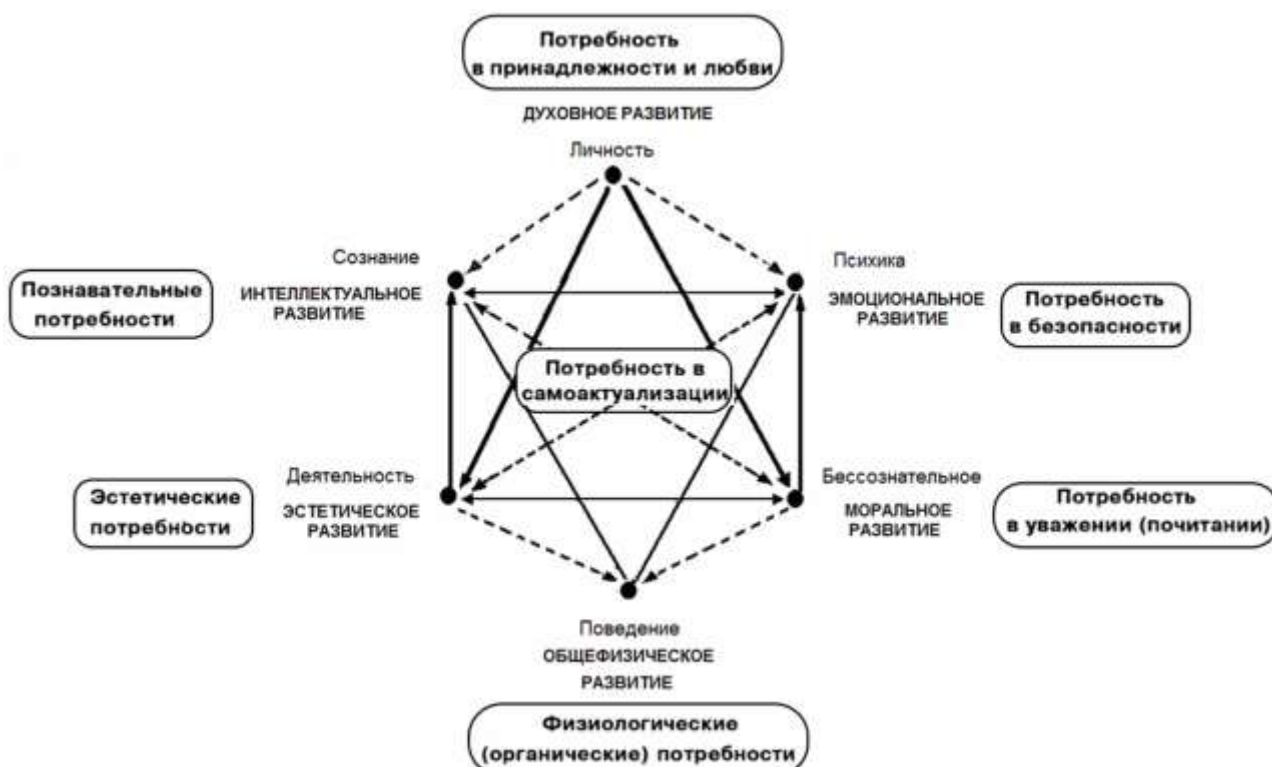 Потребность
в принадлежности и любви
ДУХОВНОЕ РАЗВИТИЕ
Личность
Сознание
Психика
Познавательные
потребности
ИНТЕЛЛЕКТУАЛЬНОЕ
РАЗВИТИЕ
ЭМОЦИОНАЛЬНОЕ
РАЗВИТИЕ
Потребность
в безопасности
Потребность в
самоактуализации
Деятельность
Бессознательное
Эстетические
потребности
ЭСТЕТИЧЕСКОЕ
РАЗВИТИЕ
МОРАЛЬНОЕ
РАЗВИТИЕ
Потребность
в уважении (почитании)
Поведение
ОБЩЕФИЗИЧЕСКОЕ
РАЗВИТИЕ
Физиологические
(органические) потребности